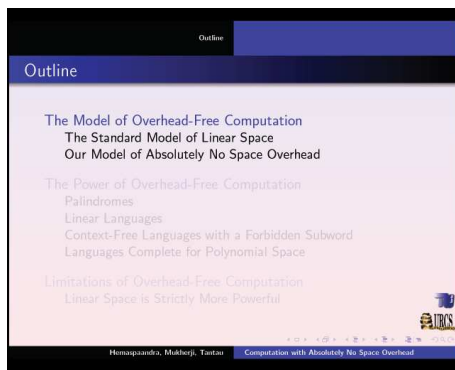 Outline
Outline
The Model of Overhead-Free Computation
The Standard Model of Linear Space
Our Model of Absolutely No Space Overhead
The Power of Overhead-Free Computation
Palindromes
Linear Languages
Context-Free Languages with a Forbidden Subword
Languages Complete for Polynomial Space
Limitations of Overhead-Free Computation
Linear Space is Strictly More Powerful
URCS
Hemaspaandra, Mukherji, Tantau Computation with Absolutely No Space Overhead